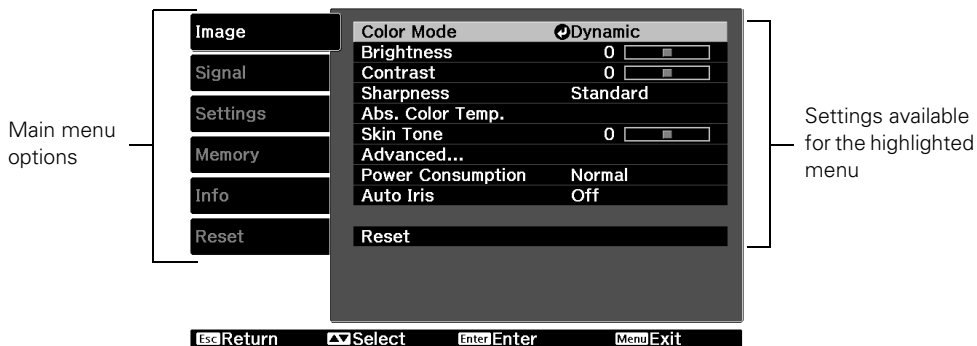 Main menu
options
Image
Signal
Settings
Memory
Info
Reset
Color Mode Dynamic
Brightness 0
Contrast 0
Sharpness Standard
Abs. Color Temp.
Skin Tone 0
Advanced...
Power Consumption Normal
Auto Iris Off
Reset
Settings available
for the highlighted
menu
Esc Return Select Enter Enter Menu Exit